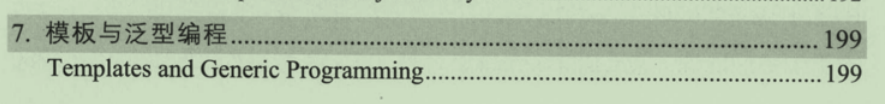 7. 模板与泛型编程................................................................................................ 199
Templates and Generic Programming.............................................................. 199